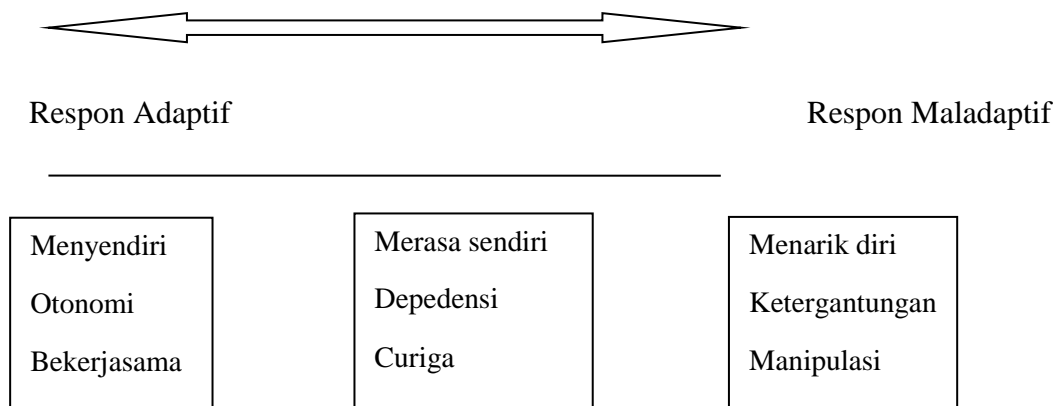 Respon Adaptif
Respon Maladaptif
Menyendiri
Otonomi
Bekerjasama
Merasa sendiri
Depedensi
Curiga
Menarik diri
Ketergantungan
Manipulasi